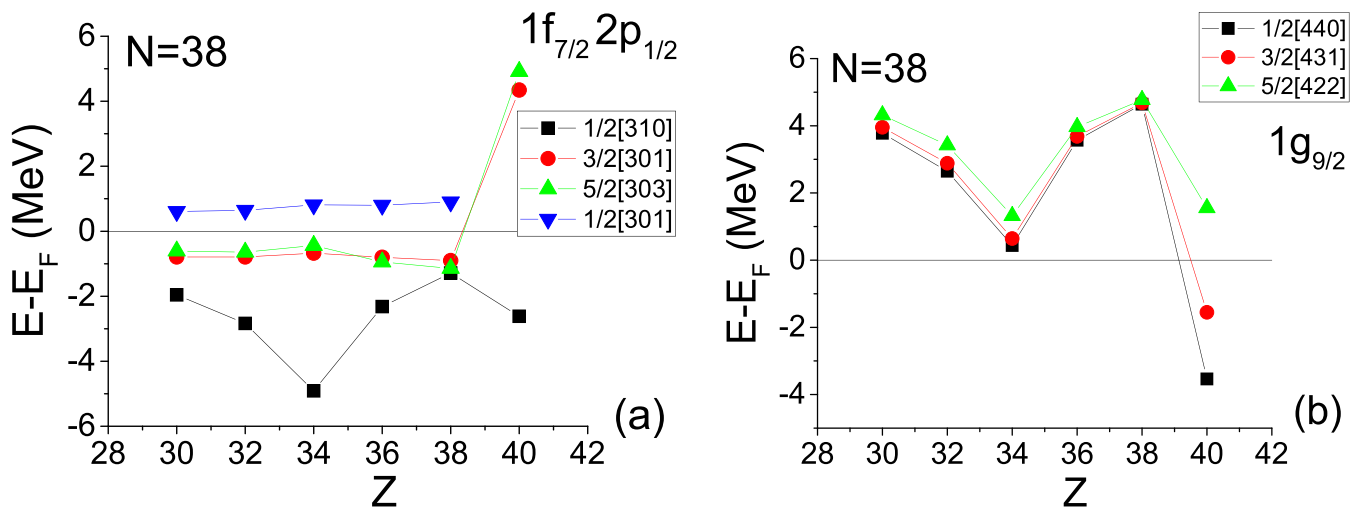 N=38
1f7/2 2p1/2
1/2[310]
3/2[301]
5/2[303]
1/2[301]
E-EF (MeV)
6
4
2
0
-2
-4
-6
28 30 32 34 36 38 40 42
Z
(a)
N=38
1/2[440]
3/2[431]
5/2[422]
1g9/2
E-EF (MeV)
6
4
2
0
-2
-4
28 30 32 34 36 38 40 42
Z
(b)